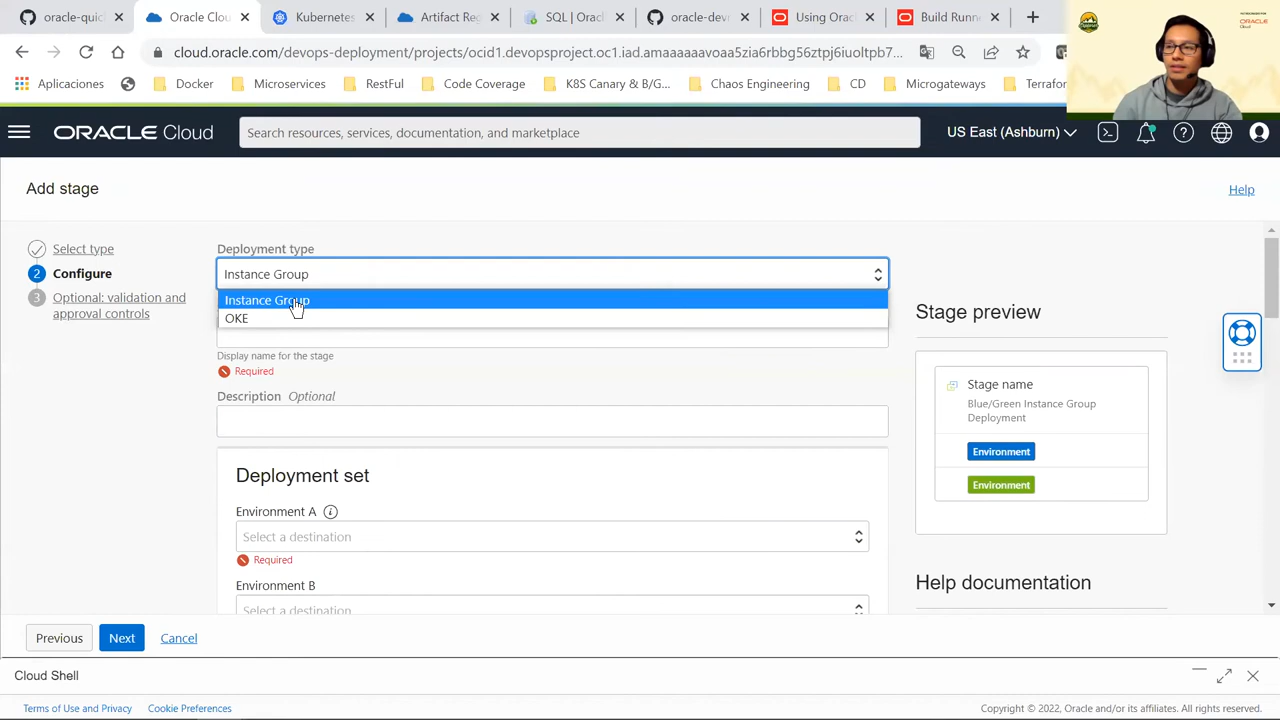 oracle-quic
Oracle Clou
Kubernetes
Artifact Reg
Oracl
oracle-dev
Using Orac
Build Runne
cloud.oracle.com/devops-deployment/projects/ocid1.devopsproject.oc1.iad.amaaaaaavoaa5zia6rbbg56ztpj6iuoltpb7...
Aplicaciones
Docker
Microservices
RestFul
Code Coverage
K8S Canary & B/G...
Chaos Engineering
CD
Microgateways
Terrafor
ORACLE Cloud
Search resources, services, documentation, and marketplace
US East (Ashburn)
Add stage
Help
Select type
2 Configure
3 Optional: validation and
approval controls
Deployment type
Instance Group
Instance Group
OKE
Display name for the stage
Required
Description Optional
Deployment set
Environment A
Select a destination
Required
Environment B
Select a destination
Stage preview
Stage name
Blue/Green Instance Group
Deployment
Environment
Environment
Help documentation
Previous
Next
Cancel
Cloud Shell
Terms of Use and Privacy
Cookie Preferences
Copyright © 2022, Oracle and/or its affiliates. All rights reserved.